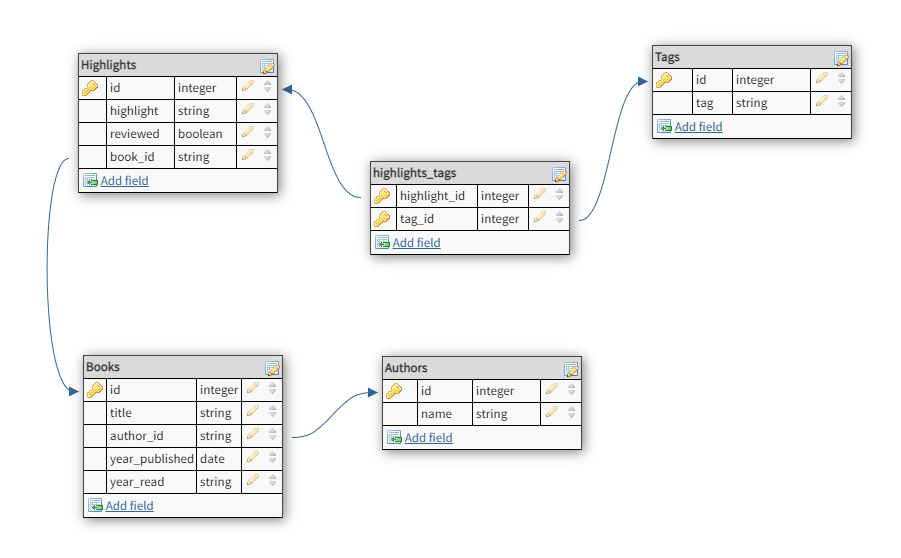 Highlights
id integer
highlight string
reviewed boolean
book_id string
Add field
Tags
id integer
tag string
Add field
highlights_tags
highlight_id integer
tag_id integer
Add field
Books
id integer
title string
author_id string
year_published date
year_read string
Add field
Authors
id integer
name string
Add field